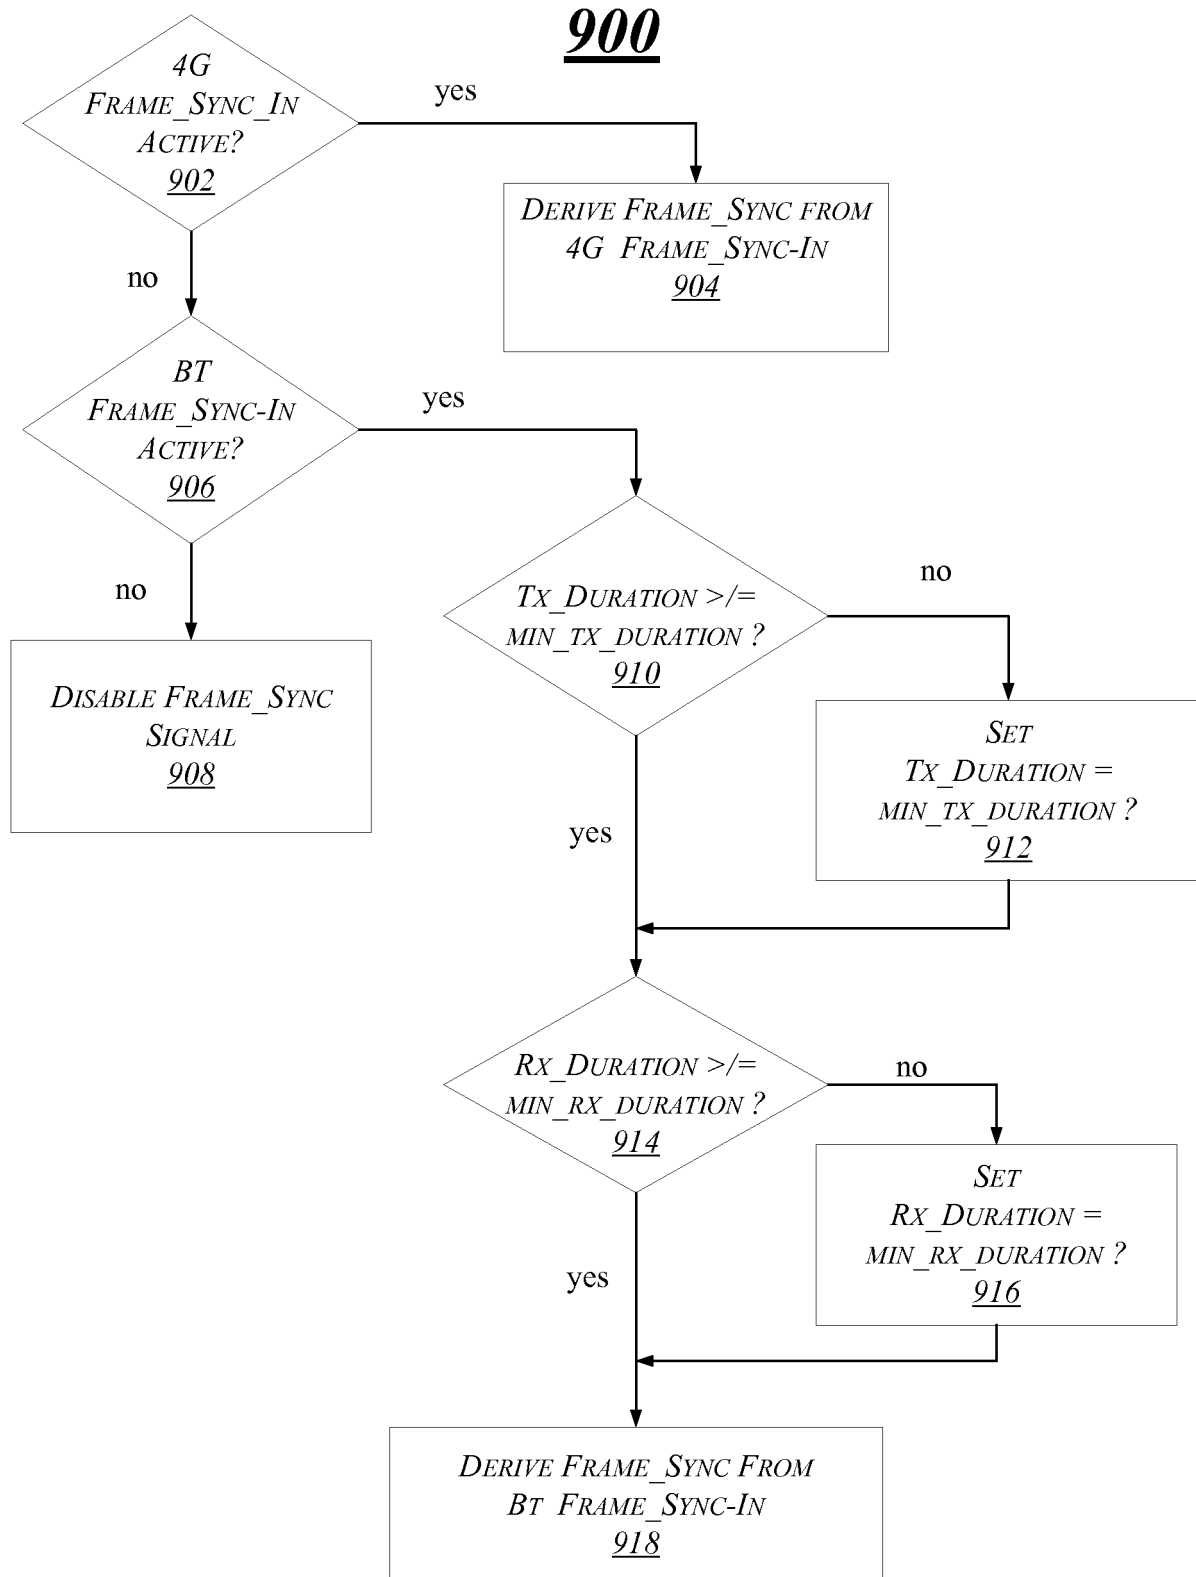 900
4G
FRAME_SYNC_IN
ACTIVE?
902
yes
DERIVE FRAME_SYNC FROM
4G FRAME_SYNC-IN
904
no
BT
FRAME_SYNC-IN
ACTIVE?
906
yes
no
DISABLE FRAME_SYNC
SIGNAL
908
TX_DURATION >/=
MIN_TX_DURATION ?
910
no
SET
TX_DURATION =
MIN_TX_DURATION ?
912
yes
RX_DURATION >/=
MIN_RX_DURATION ?
914
no
SET
RX_DURATION =
MIN_RX_DURATION ?
916
yes
DERIVE FRAME_SYNC FROM
BT FRAME_SYNC-IN
918